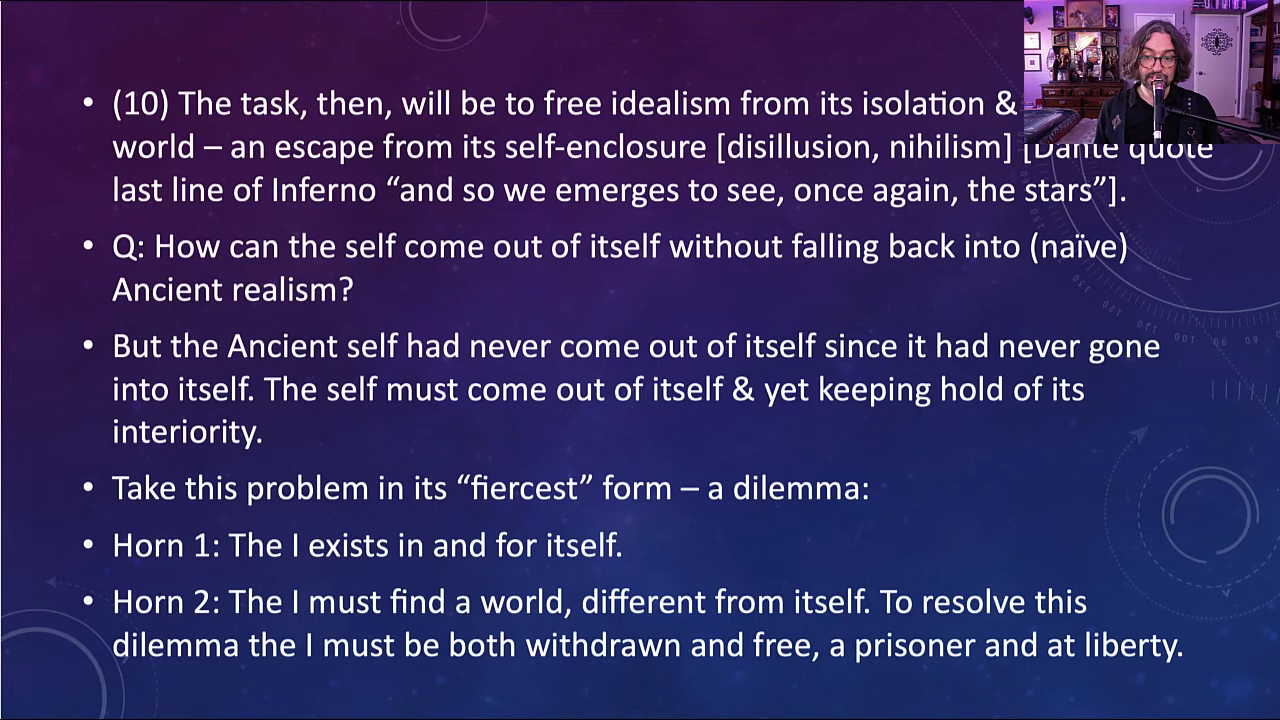 • (10) The task, then, will be to free idealism from its isolation &
world – an escape from its self-enclosure [disillusion, nihilism] [Dante quote
last line of Inferno “and so we emerges to see, once again, the stars”].
• Q: How can the self come out of itself without falling back into (naïve)
Ancient realism?
• But the Ancient self had never come out of itself since it had never gone
into itself. The self must come out of itself & yet keeping hold of its
interiority.
• Take this problem in its “fiercest” form – a dilemma:
• Horn 1: The I exists in and for itself.
• Horn 2: The I must find a world, different from itself. To resolve this
dilemma the I must be both withdrawn and free, a prisoner and at liberty.